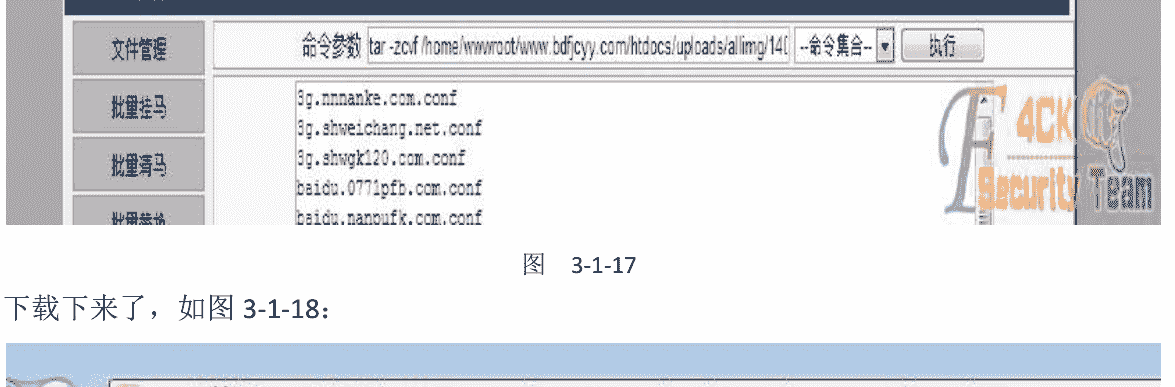 文件管理
命令参数 tar -zcvf /home/wwwroot/www.bdfjcyy.com/htdocs/uploads/allimg/14 --命令集合-- 执行
批量挂马
3g.nnnanke.com.conf
3g.shweichang.net.conf
批量清马
3g.shwgk120.com.conf
baidu.0771pfb.com.conf
baidu.nanpufk.com.conf
F4CK
Security Team
图 3-1-17
下载下来了，如图 3-1-18：